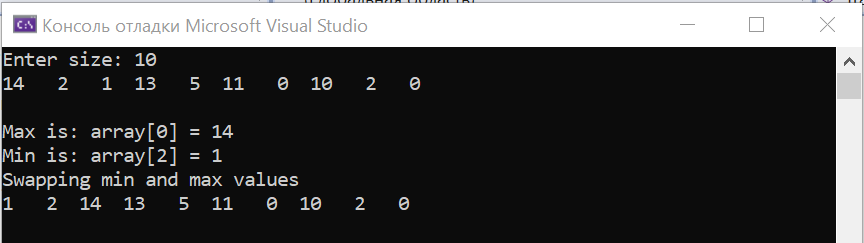 Консоль отладки Microsoft Visual Studio
Enter size: 10
14   2   1  13   5  11   0  10   2   0

Max is: array[0] = 14
Min is: array[2] = 1
Swapping min and max values
1   2  14  13   5  11   0  10   2   0